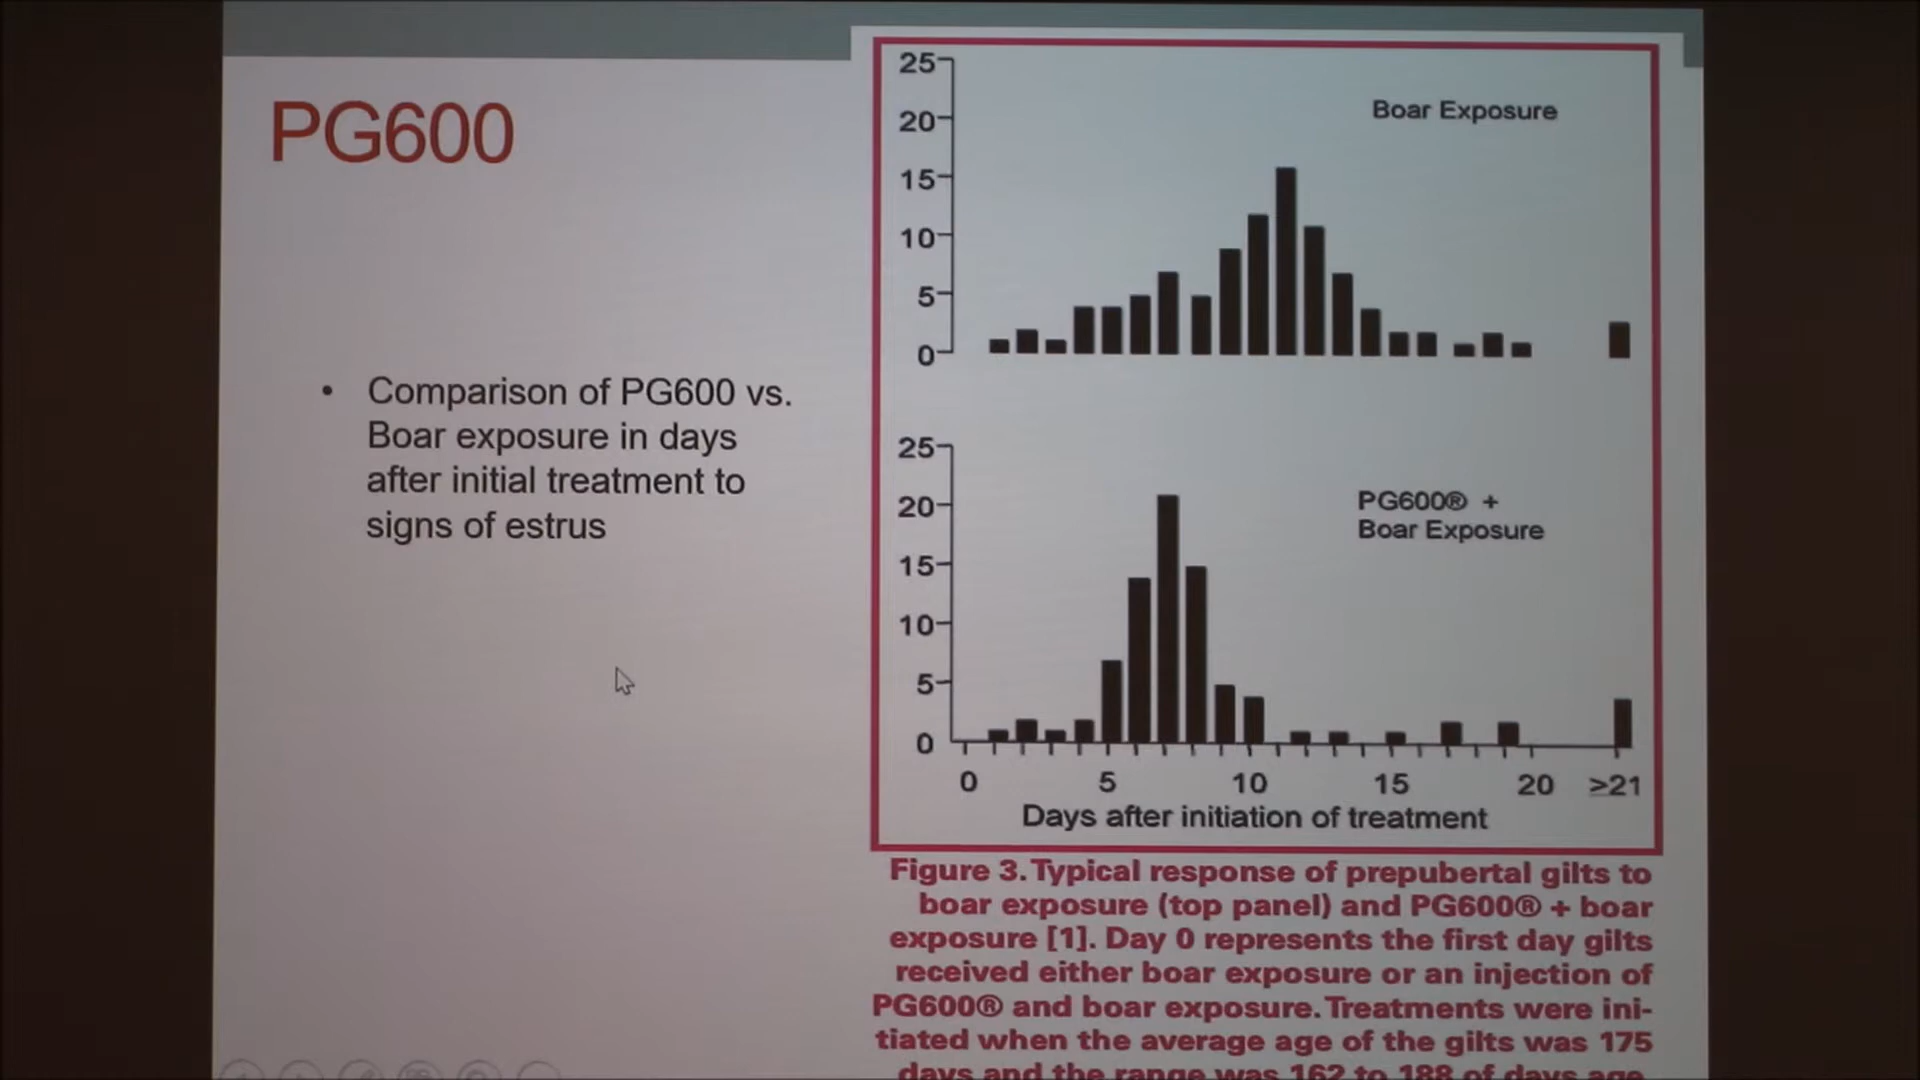 PG600
• Comparison of PG600 vs.
Boar exposure in days
after initial treatment to
signs of estrus
25
20
15
10
5
0
Boar Exposure
25
20
15
10
5
0
PG600® +
Boar Exposure
0 5 10 15 20 ≥21
Days after initiation of treatment
Figure 3. Typical response of prepubertal gilts to
boar exposure (top panel) and PG600® + boar
exposure [1]. Day 0 represents the first day gilts
received either boar exposure or an injection of
PG600® and boar exposure. Treatments were ini-
tiated when the average age of the gilts was 175
days and the range was 162 to 188 of days age.